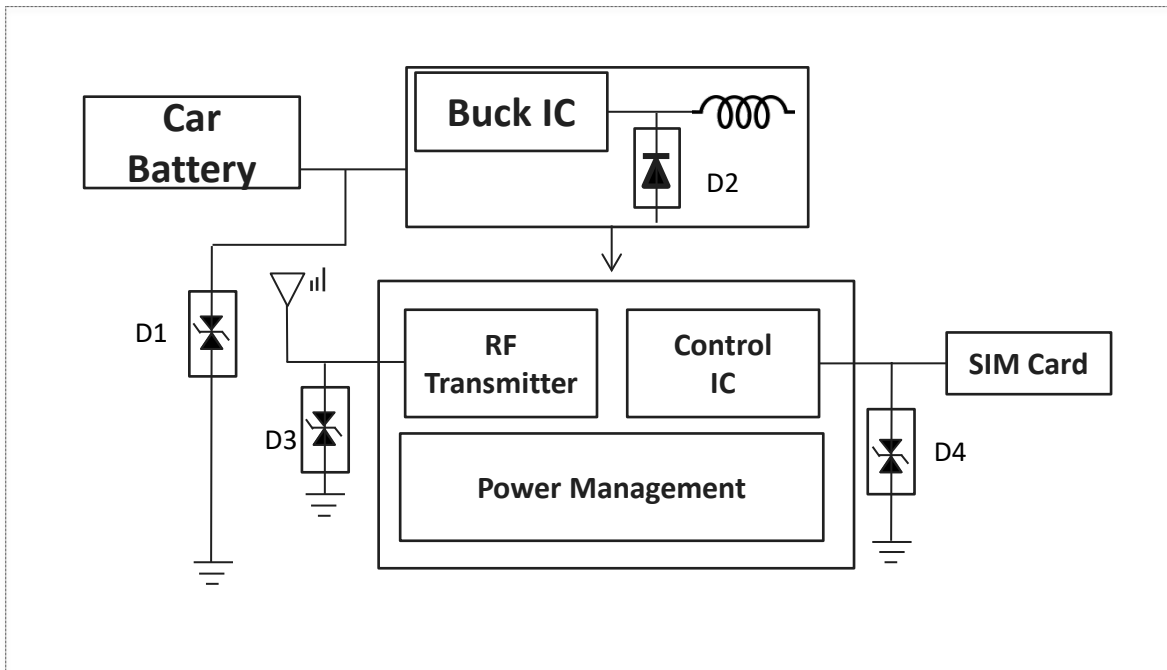 Car
Battery
Buck IC
D2
D1
RF
Transmitter
Control
IC
SIM Card
D3
D4
Power Management